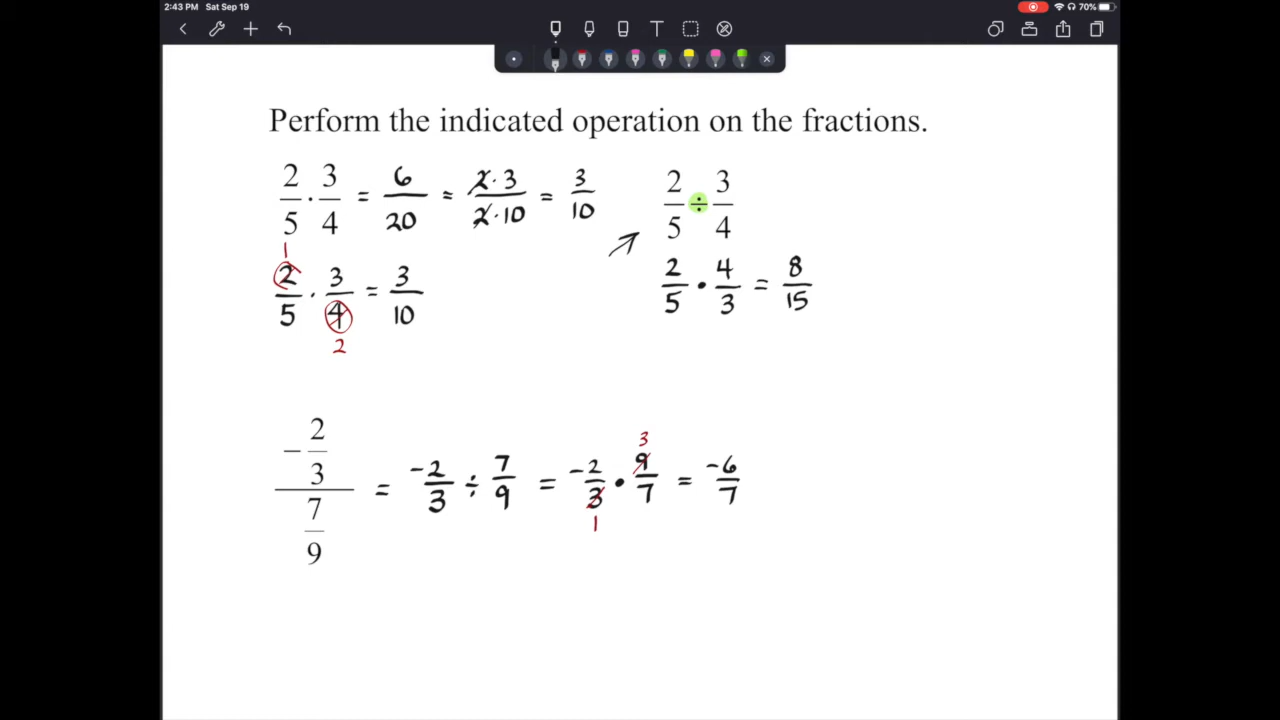 2:43 PM Sat Sep 19
70%
T
Perform the indicated operation on the fractions.
2/5 · 3/4 = 6/20 = 2·3/2·10 = 3/10
1
2/5 · 3/4 = 3/10
2
2/5 ÷ 3/4
2/5 · 4/3 = 8/15
3
-2/3 / 7/9 = -2/3 ÷ 7/9 = -2/3 · 9/7 = -6/7
1